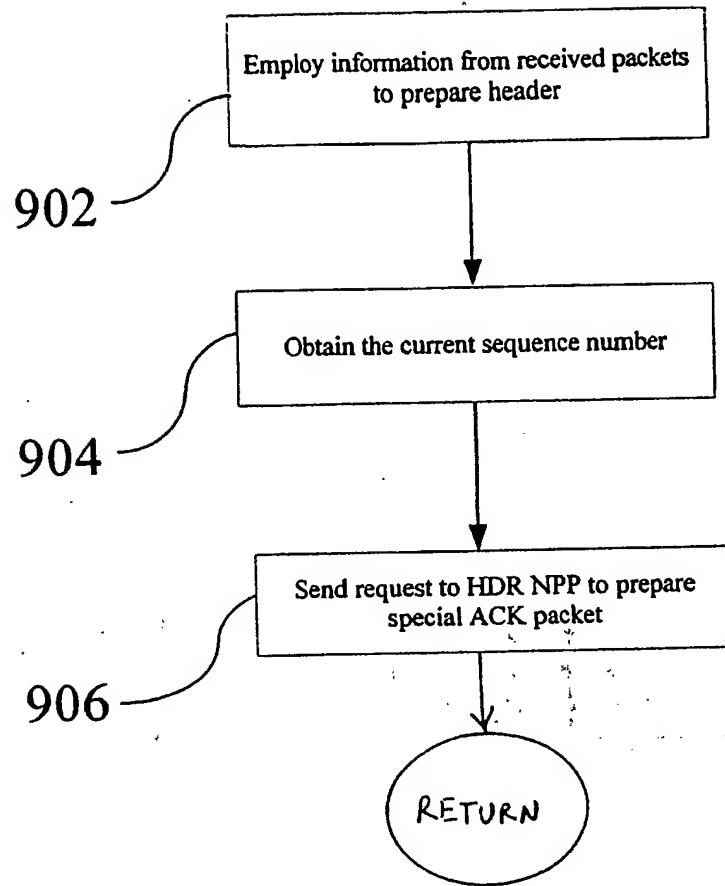 Employ information from received packets
to prepare header
902
Obtain the current sequence number
904
Send request to HDR NPP to prepare
special ACK packet
906
RETURN